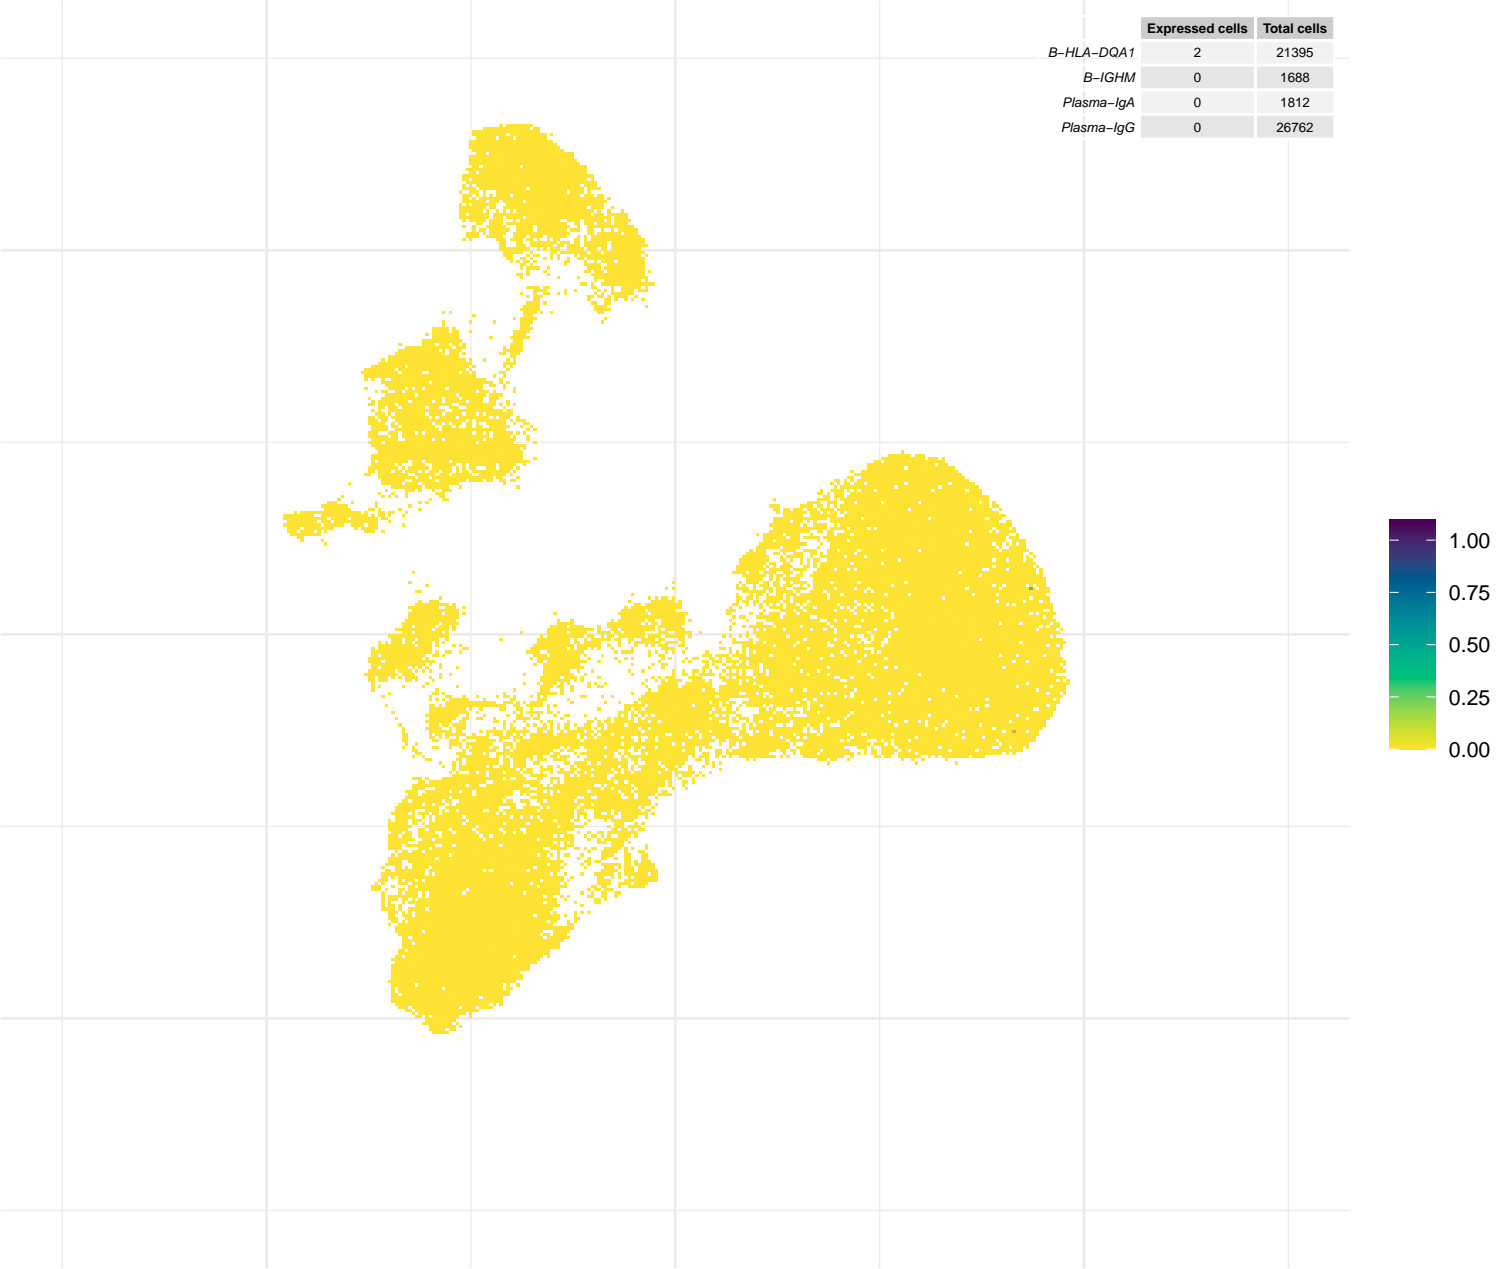 Expressed cells Total cells
B−HLA−DQA1 2 21395
B−IGHM 0 1688
Plasma−IgA 0 1812
Plasma−IgG 0 26762
1.00
0.75
0.50
0.25
0.00